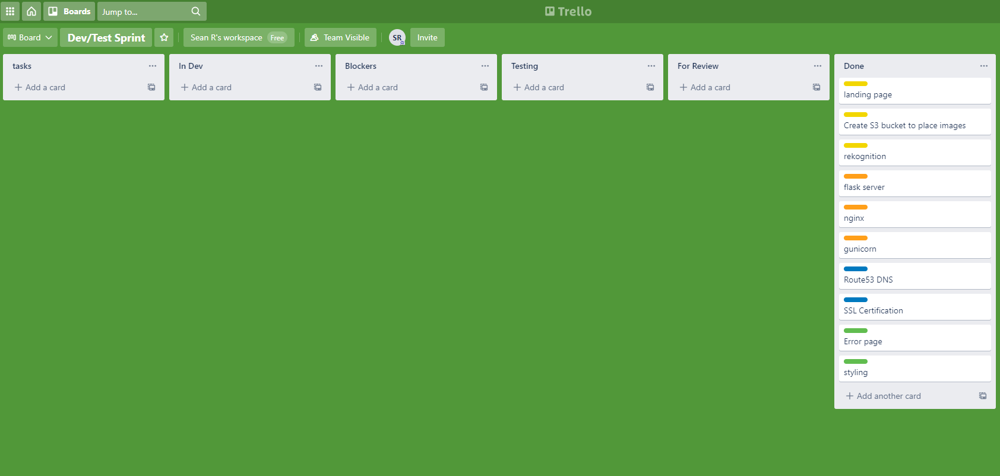 Boards
Jump to...
Trello
Board
Dev/Test Sprint
Sean R's workspace Free
Team Visible
SR
Invite
tasks
Add a card
In Dev
Add a card
Blockers
Add a card
Testing
Add a card
For Review
Add a card
Done
landing page
Create S3 bucket to place images
rekognition
flask server
nginx
gunicorn
Route53 DNS
SSL Certification
Error page
styling
Add another card